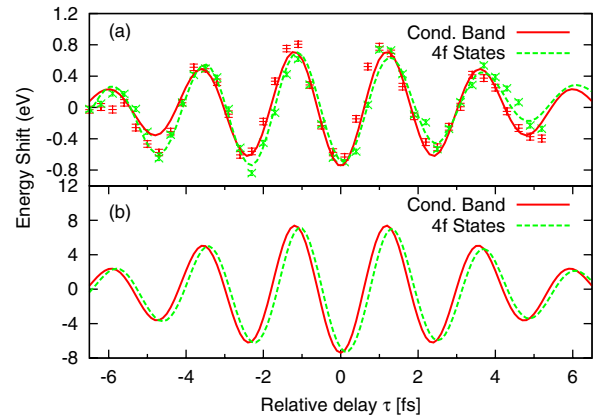 (a)
Cond. Band
4f States
1.2
0.8
0.4
0
-0.4
-0.8
Energy Shift (eV)
(b)
Cond. Band
4f States
12
8
4
0
-4
-8
-6 -4 -2 0 2 4 6
Relative delay τ [fs]